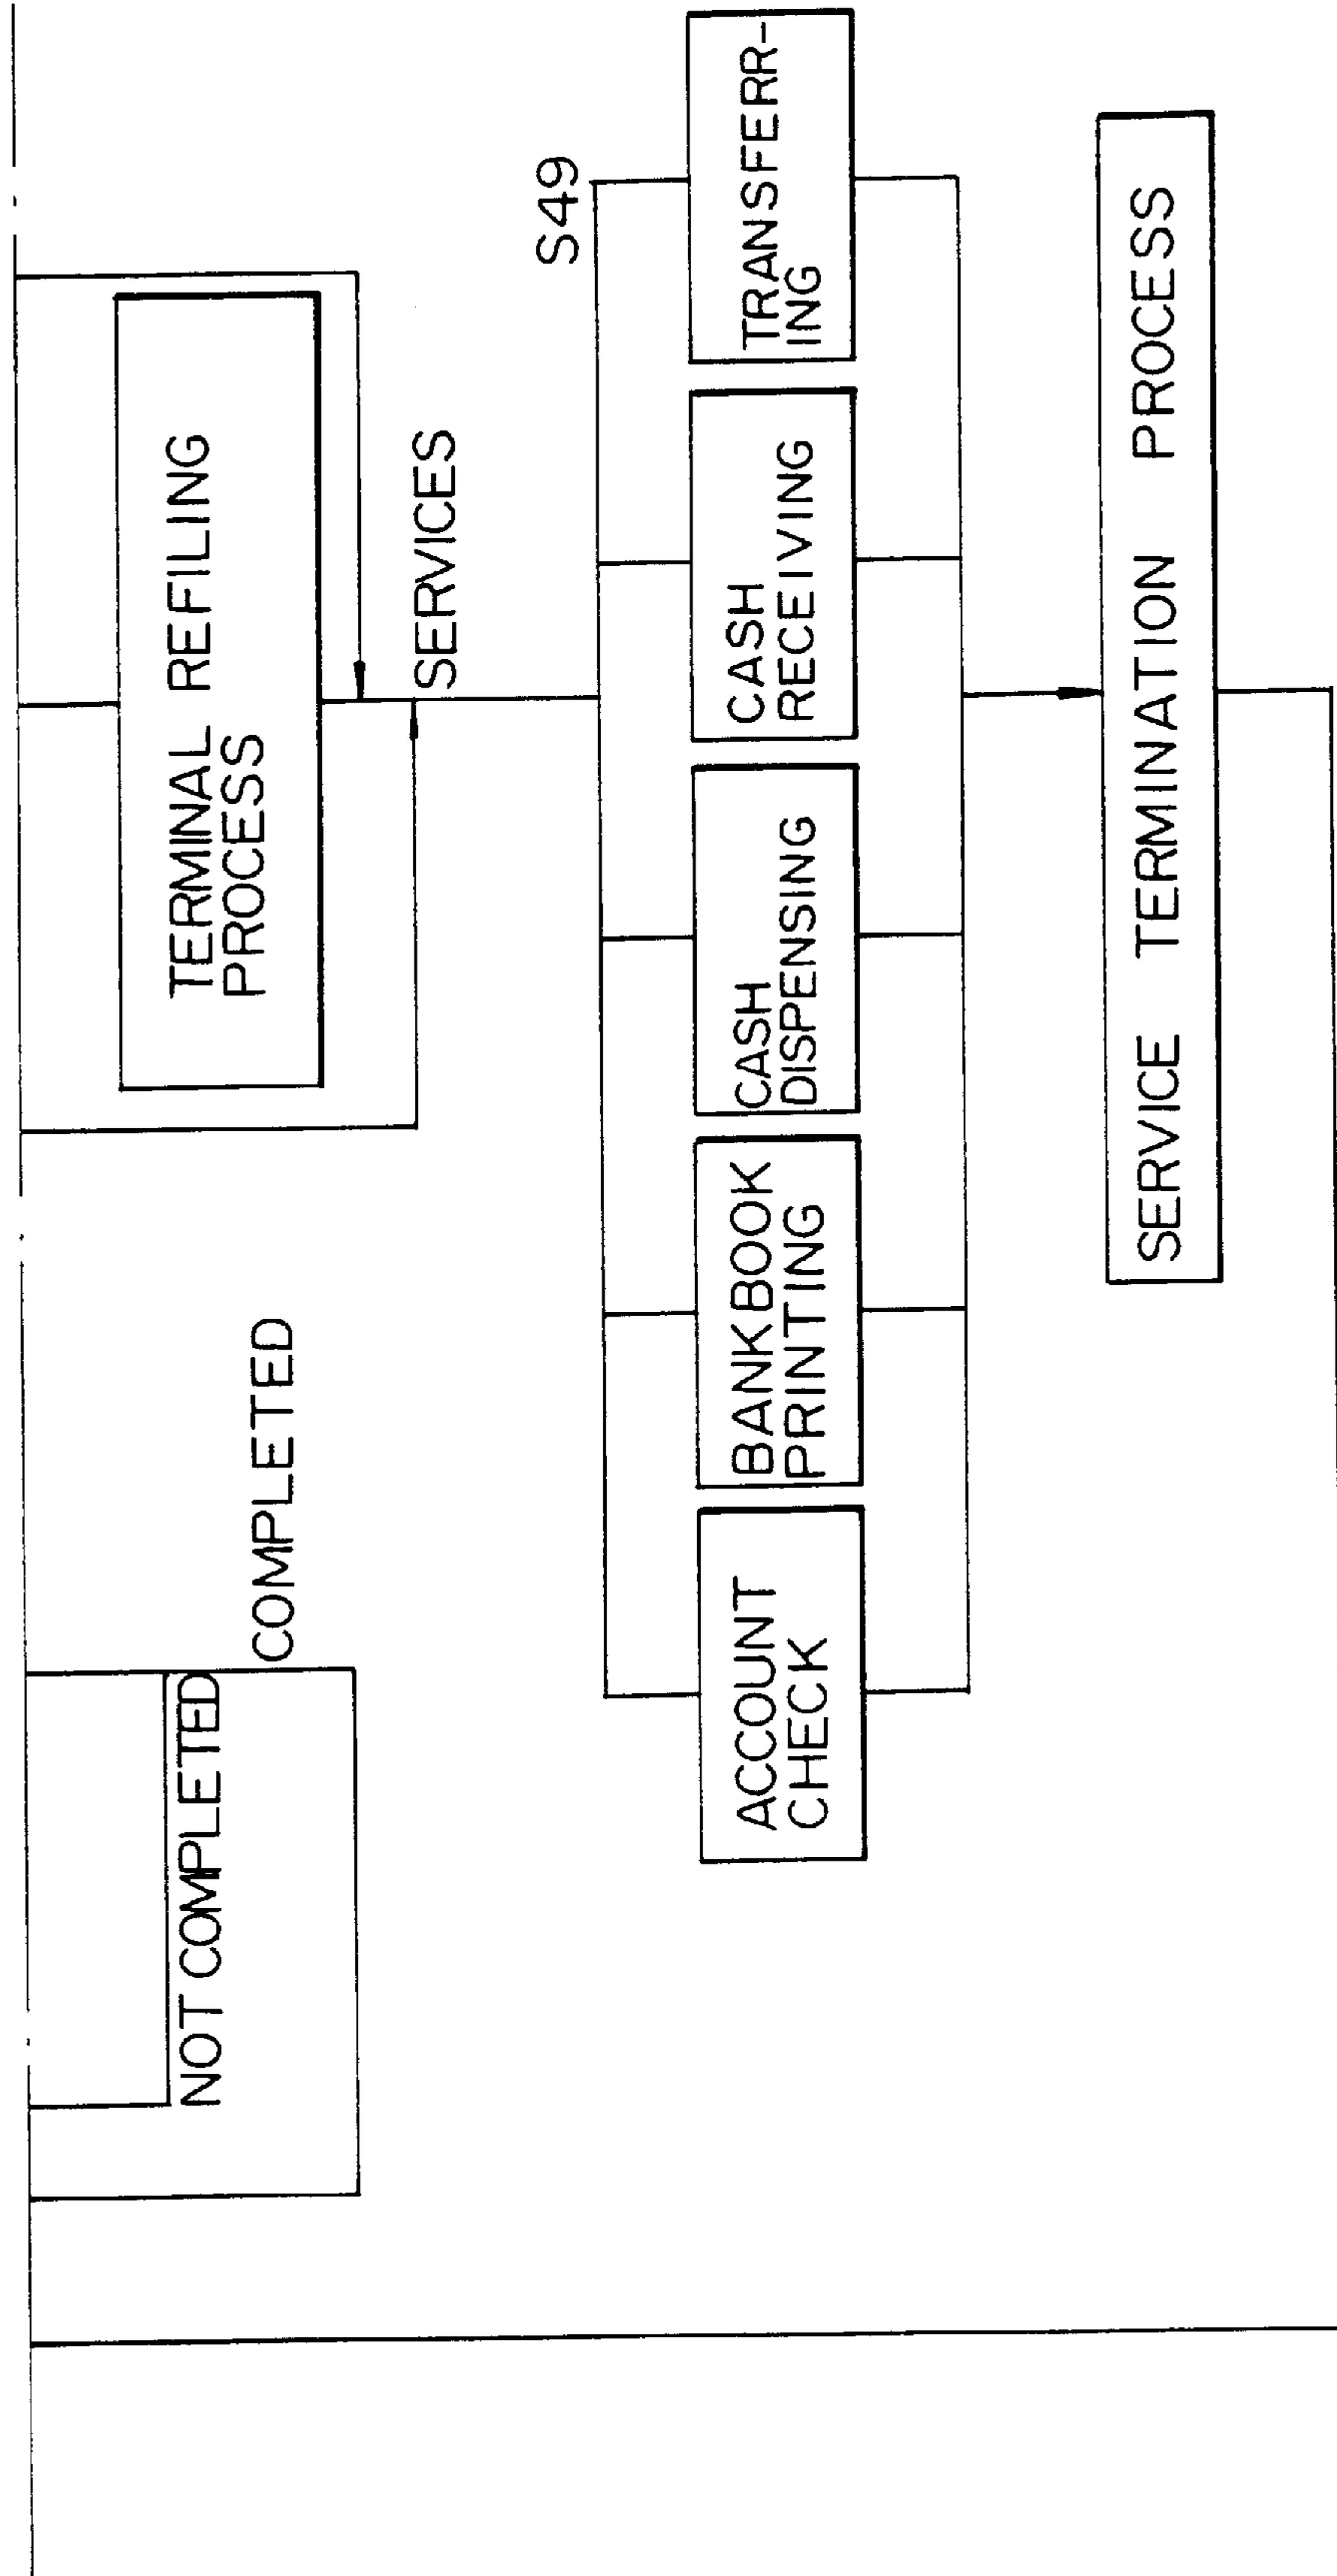 NOT COMPLETED
COMPLETED
TERMINAL REFILING
PROCESS
SERVICES
S49
ACCOUNT
CHECK
BANKBOOK
PRINTING
CASH
DISPENSING
CASH
RECEIVING
TRANSFERR-
ING
SERVICE TERMINATION PROCESS